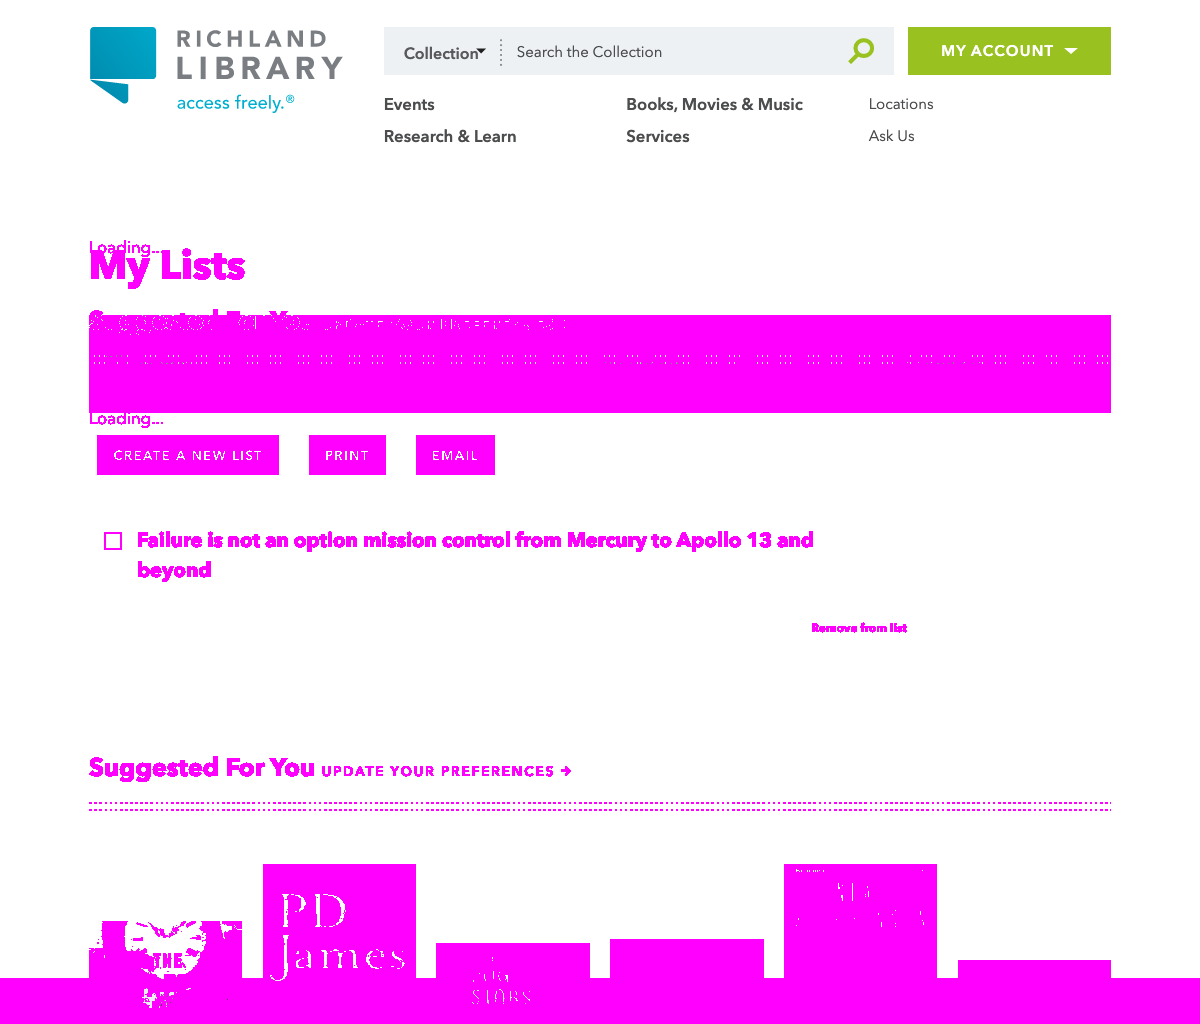 RICHLAND
LIBRARY
access freely.®
Collection
Search the Collection
MY ACCOUNT
Events
Books, Movies & Music
Locations
Research & Learn
Services
Ask Us
Loading...
My Lists
Suggested For You
Loading...
CREATE A NEW LIST
PRINT
EMAIL
Failure is not an option mission control from Mercury to Apollo 13 and
beyond
Remove from list
Suggested For You UPDATE YOUR PREFERENCES
PD
James
THE
STARS